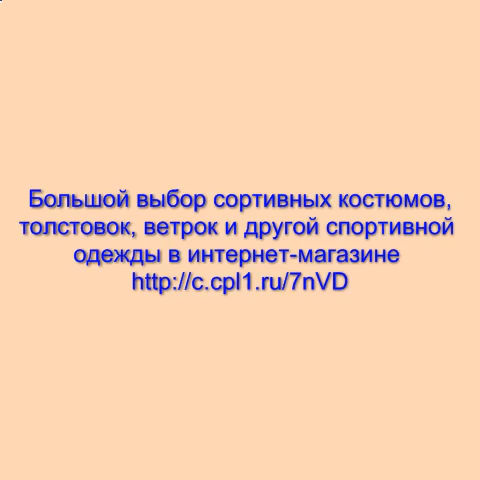 Большой выбор сортивных костюмов,
толстовок, ветрок и другой спортивной
одежды в интернет-магазине
http://c.cpl1.ru/7nVD